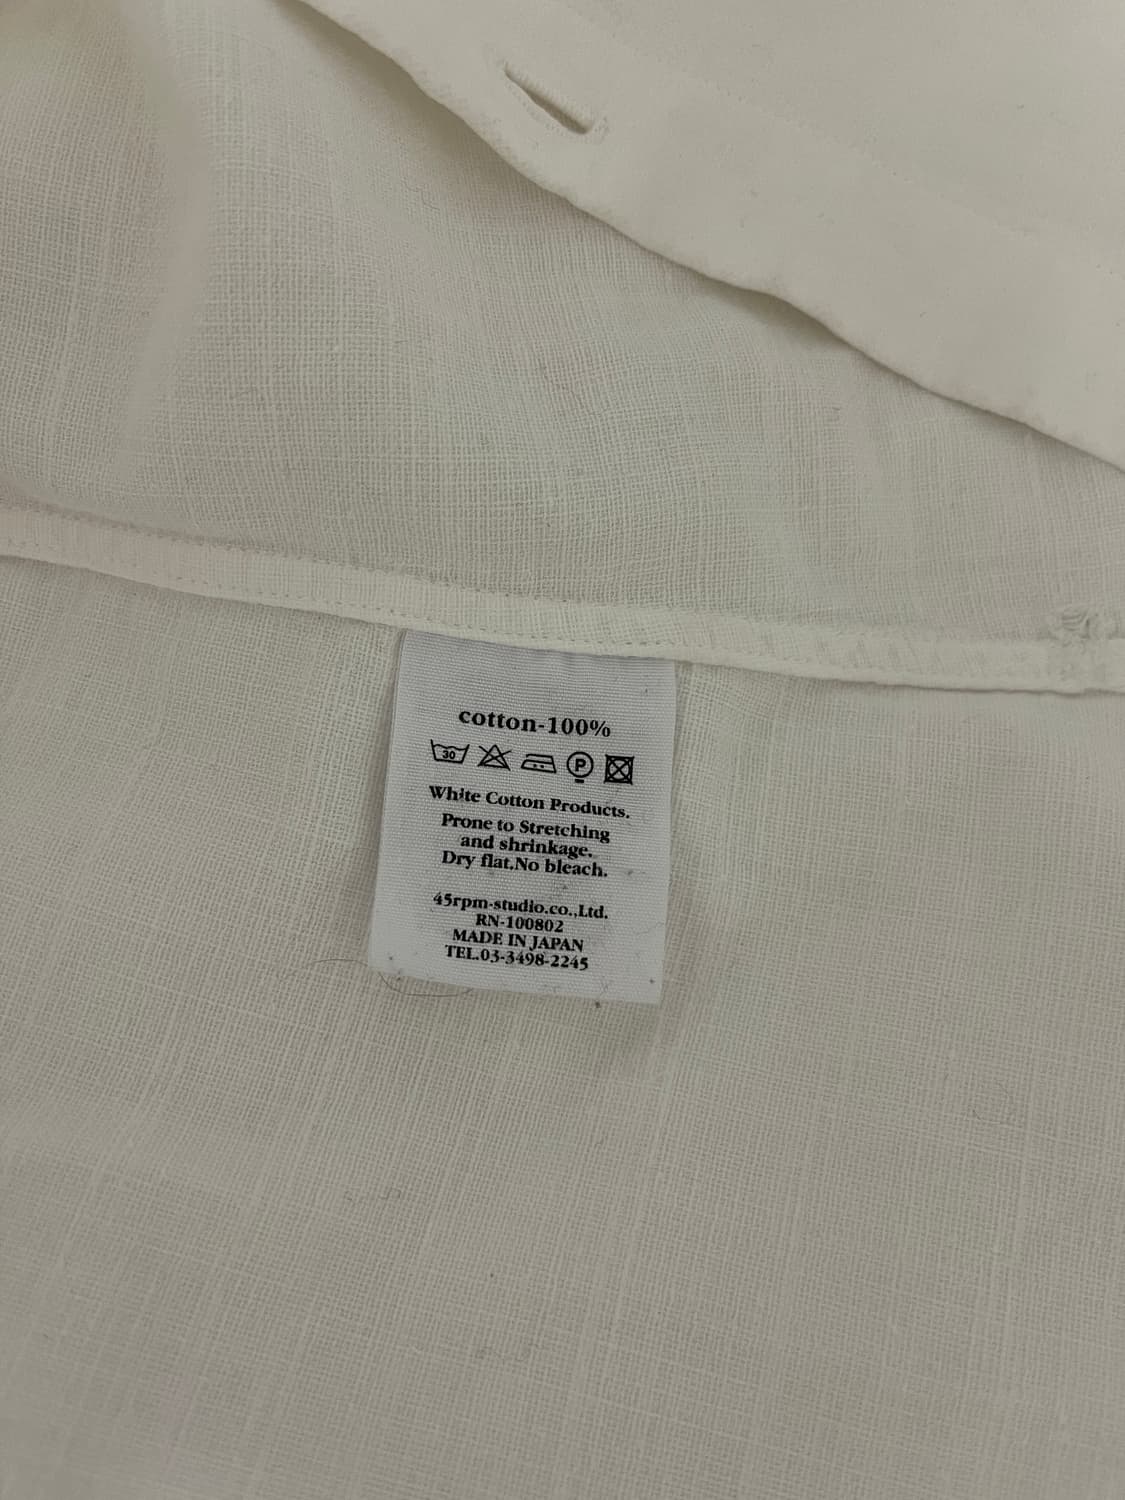 cotton-100%
30 P
White Cotton Products.
Prone to Stretching
and shrinkage.
Dry flat.No bleach.
45rpm-studio.co.,Ltd.
RN-100802
MADE IN JAPAN
TEL.03-3498-2245